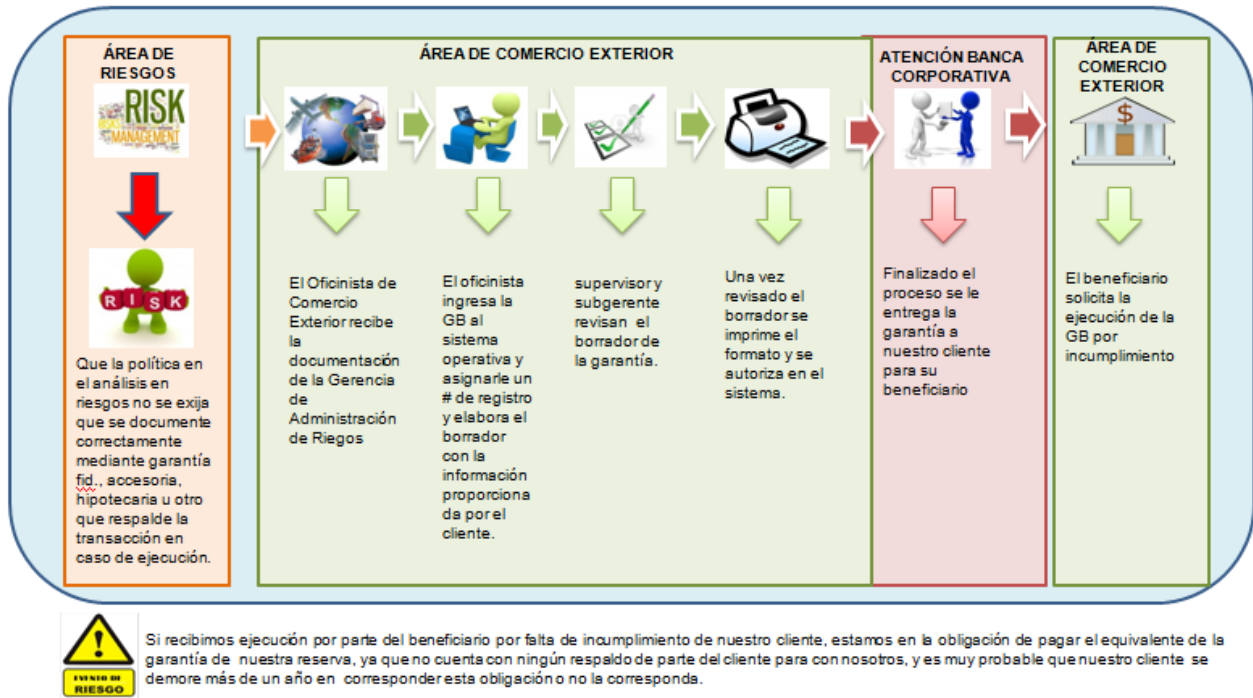 ÁREA DE
RIESGOS
RISK
MANAGEMENT
R I S K
Que la política en
el análisis en
riesgos no se exija
que se documente
correctamente
mediante garantía
fid., accesoria,
hipotecaria u otro
que respalde la
transacción en
caso de ejecución.
ÁREA DE COMERCIO EXTERIOR
El Oficinista de
Comercio
Exterior recibe
la
documentación
de la Gerencia
de
Administración
de Riegos
El oficinista
ingresa la
GB al
sistema
operativa y
asignarle un
# de registro
y elabora el
borrador
con la
información
proporciona
da por el
cliente.
supervisor y
subgerente
revisan el
borrador de
la garantía.
Una vez
revisado el
borrador se
imprime el
formato y se
autoriza en el
sistema.
ATENCIÓN BANCA
CORPORATIVA
Finalizado el
proceso se le
entrega la
garantía a
nuestro cliente
para su
beneficiario
ÁREA DE
COMERCIO
EXTERIOR
$
El beneficiario
solicita la
ejecución de la
GB por
incumplimiento
EVENTO DE
RIESGO
Si recibimos ejecución por parte del beneficiario por falta de incumplimiento de nuestro cliente, estamos en la obligación de pagar el equivalente de la
garantía de nuestra reserva, ya que no cuenta con ningún respaldo de parte del cliente para con nosotros, y es muy probable que nuestro cliente se
demore más de un año en corresponder esta obligación o no la corresponda.